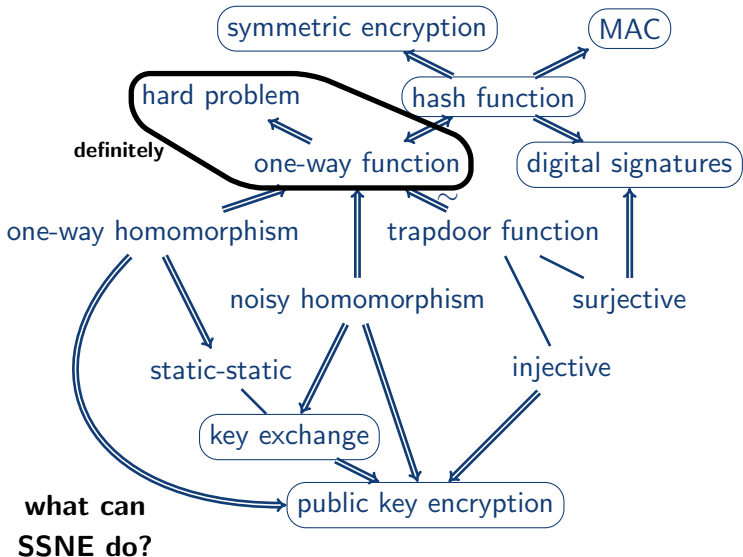 symmetric encryption
MAC
hard problem
hash function
definitely
one-way function
digital signatures
~
one-way homomorphism
trapdoor function
noisy homomorphism
surjective
static-static
injective
key exchange
public key encryption
what can
SSNE do?